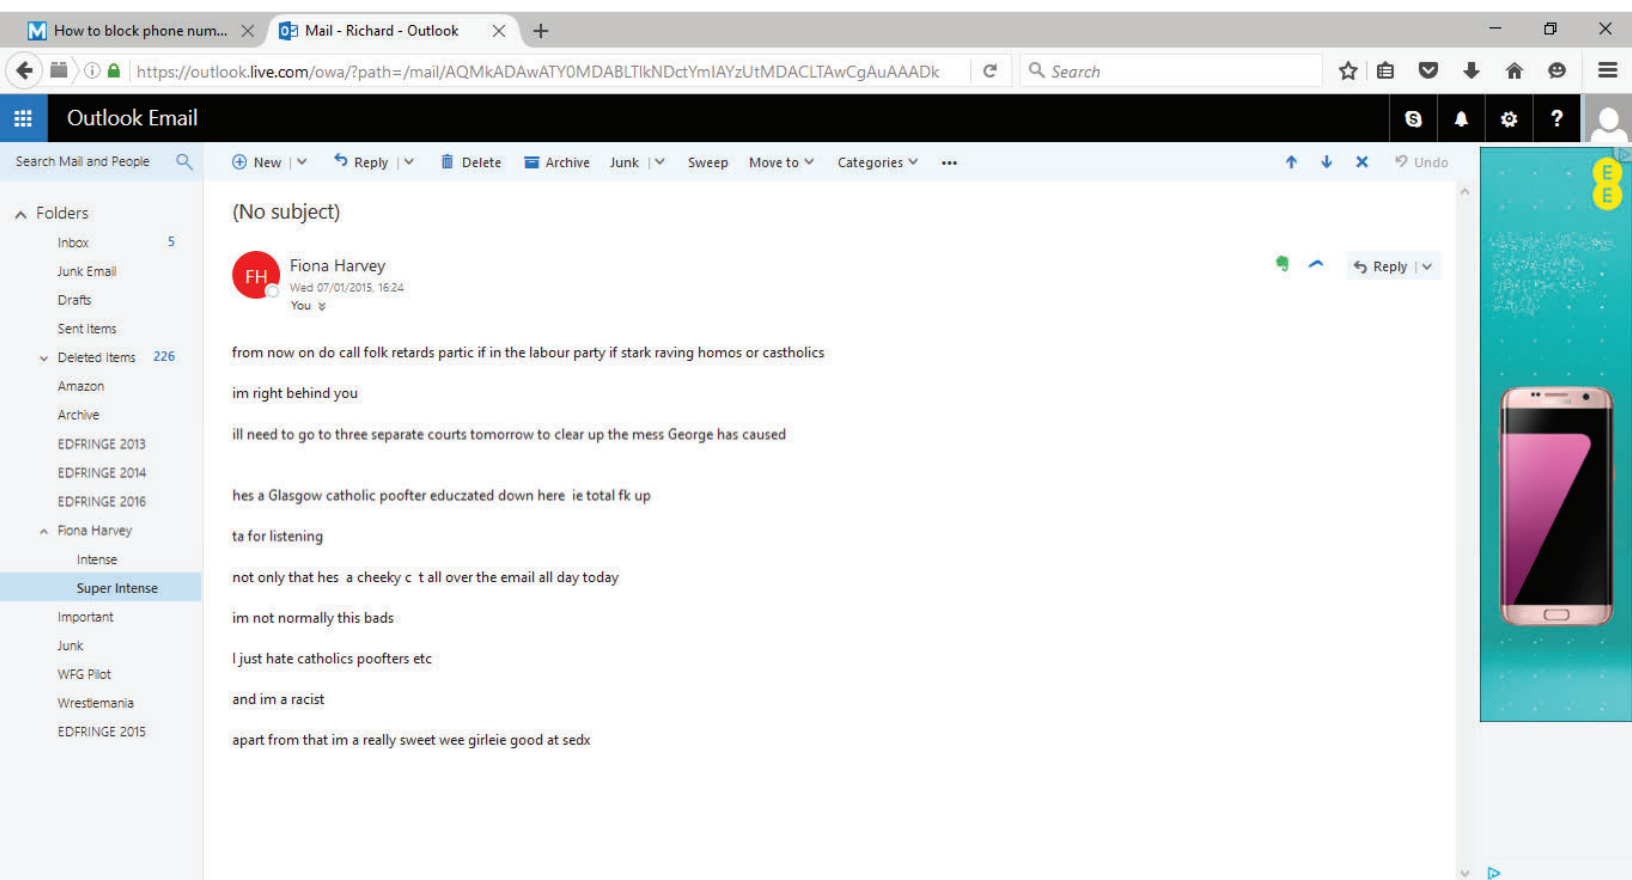 How to block phone num...
Mail - Richard - Outlook
https://outlook.live.com/owa/?path=/mail/AQMkADAwATY0MDABLTlkNDctYmIAYzUtMDACLTAwCgAuAAADk
Search
Outlook Email
?
Search Mail and People
New
Reply
Delete
Archive
Junk
Sweep
Move to
Categories
Undo
Folders
Inbox 5
Junk Email
Drafts
Sent Items
Deleted Items 226
Amazon
Archive
EDFRINGE 2013
EDFRINGE 2014
EDFRINGE 2016
Fiona Harvey
Intense
Super Intense
Important
Junk
WFG Pilot
Wrestlemania
EDFRINGE 2015
(No subject)
FH
Fiona Harvey
Wed 07/01/2015, 16:24
You
Reply
from now on do call folk retards partic if in the labour party if stark raving homos or castholics
im right behind you
ill need to go to three separate courts tomorrow to clear up the mess George has caused
hes a Glasgow catholic poofter educzated down here ie total fk up
ta for listening
not only that hes a cheeky c t all over the email all day today
im not normally this bads
I just hate catholics poofters etc
and im a racist
apart from that im a really sweet wee girleie good at sedx
E
E